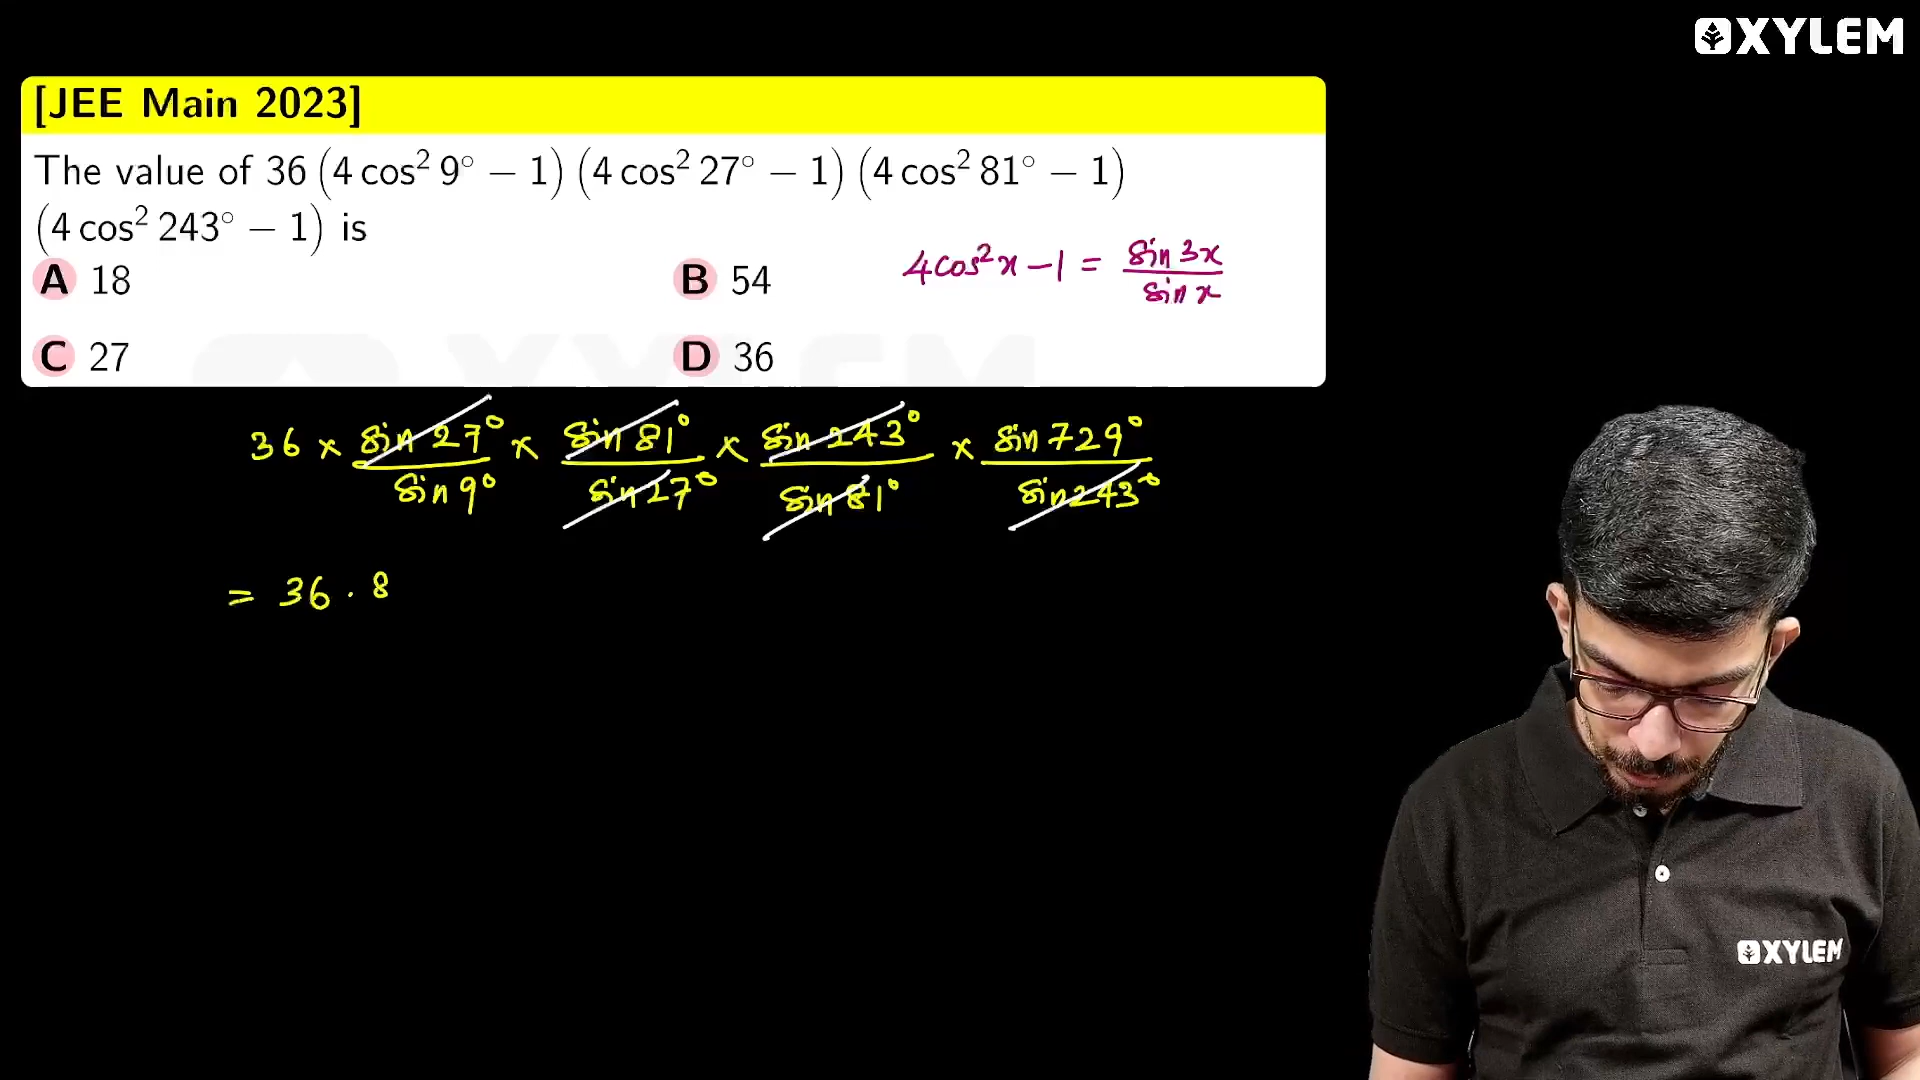 XYLEM
[JEE Main 2023]
The value of 36 (4 cos² 9° − 1) (4 cos² 27° − 1) (4 cos² 81° − 1)
(4 cos² 243° − 1) is
A 18
B 54
4cos²x − 1 = sin 3x / sin x
C 27
D 36
36 × sin 27° / sin 9° × sin 81° / sin 27° × sin 243° / sin 81° × sin 729° / sin 243°
= 36 . 8
XYLEM